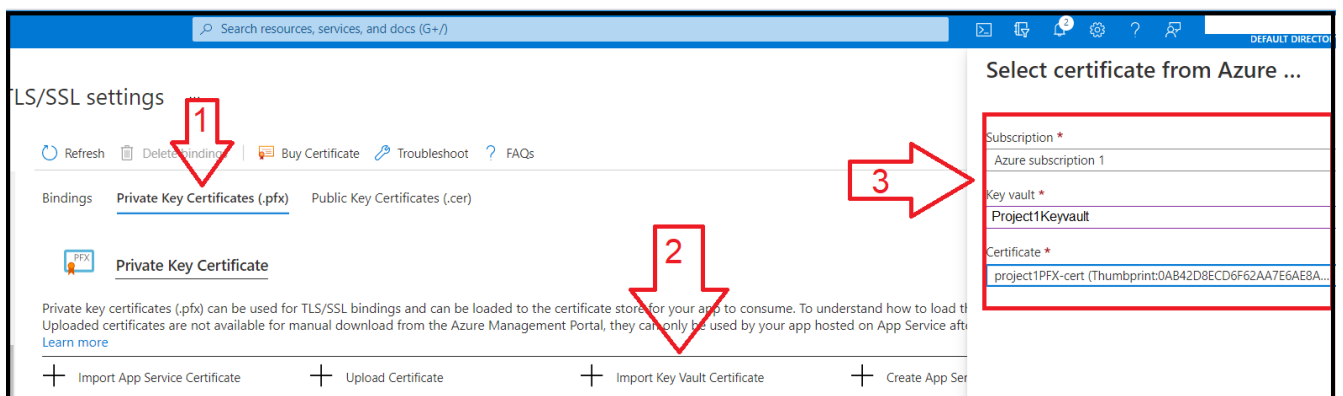 Search resources, services, and docs (G+/)
2
DEFAULT DIRECTO
TLS/SSL settings ...
1
Refresh Delete bindings Buy Certificate Troubleshoot FAQs
Bindings Private Key Certificates (.pfx) Public Key Certificates (.cer)
PFX
Private Key Certificate
2
Private key certificates (.pfx) can be used for TLS/SSL bindings and can be loaded to the certificate store for your app to consume. To understand how to load th
Uploaded certificates are not available for manual download from the Azure Management Portal, they can only be used by your app hosted on App Service afte
Learn more
Import App Service Certificate Upload Certificate Import Key Vault Certificate Create App Ser
Select certificate from Azure ...
3
Subscription *
Azure subscription 1
Key vault *
Project1Keyvault
Certificate *
project1PFX-cert (Thumbprint:0AB42D8ECD6F62AA7E6AE8A...